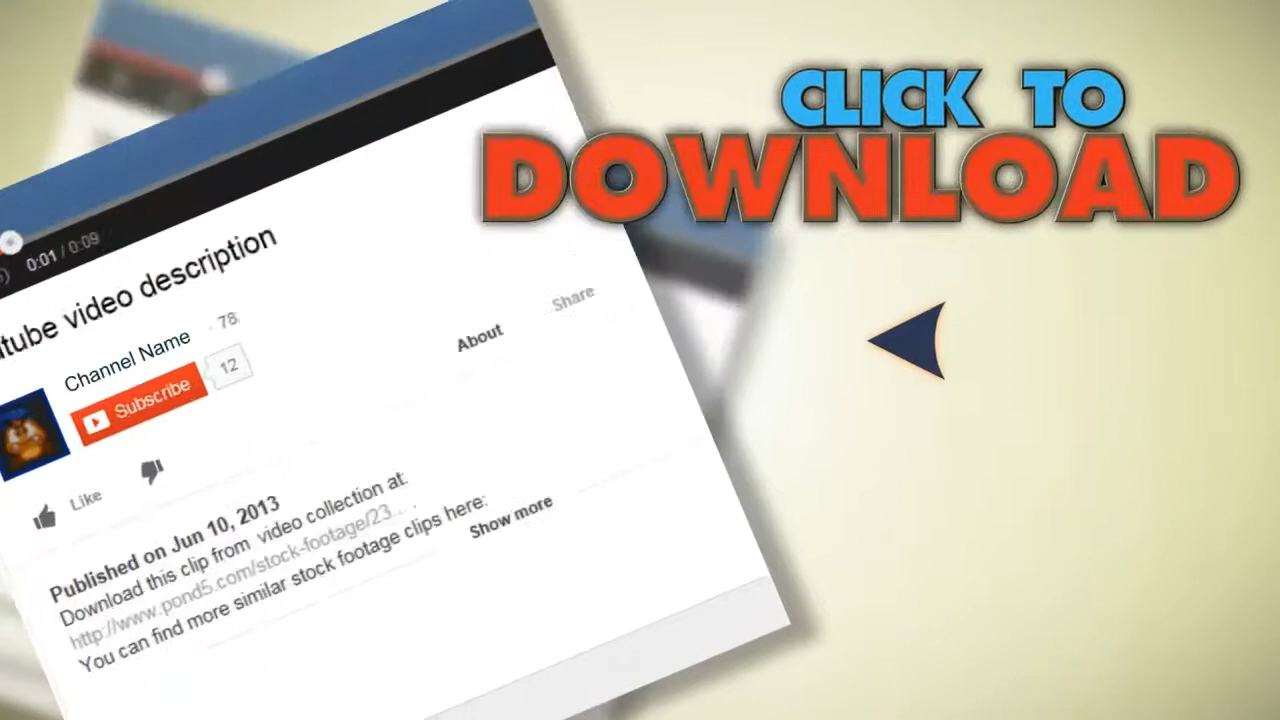 CLICK TO
DOWNLOAD
0:01 / 0:09
tube video description
Channel Name
78
Subscribe
12
About
Share
Like
Published on Jun 10, 2013
Download this clip from video collection at:
http://www.pond5.com/stock-footage/23...
You can find more similar stock footage clips here:
Show more